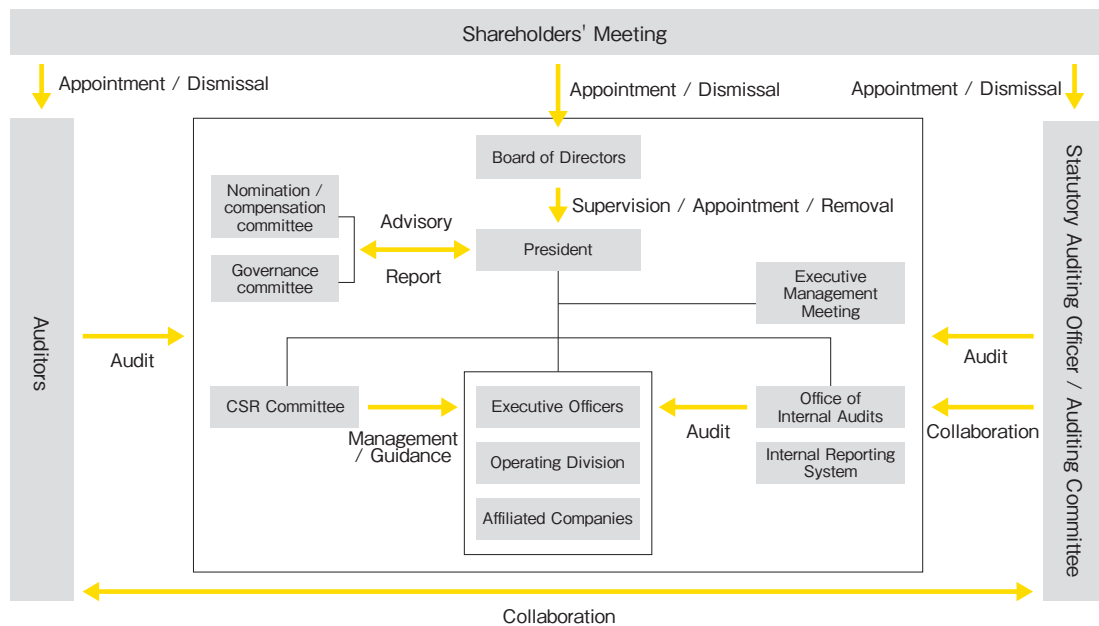 Shareholders' Meeting
Appointment / Dismissal
Appointment / Dismissal
Appointment / Dismissal
Board of Directors
Supervision / Appointment / Removal
Nomination /
compensation
committee
Governance
committee
Advisory
Report
President
Executive
Management
Meeting
Auditors
Audit
Statutory Auditing Officer / Auditing Committee
Audit
Collaboration
CSR Committee
Management
/ Guidance
Executive Officers
Operating Division
Affiliated Companies
Audit
Office of
Internal Audits
Internal Reporting
System
Collaboration